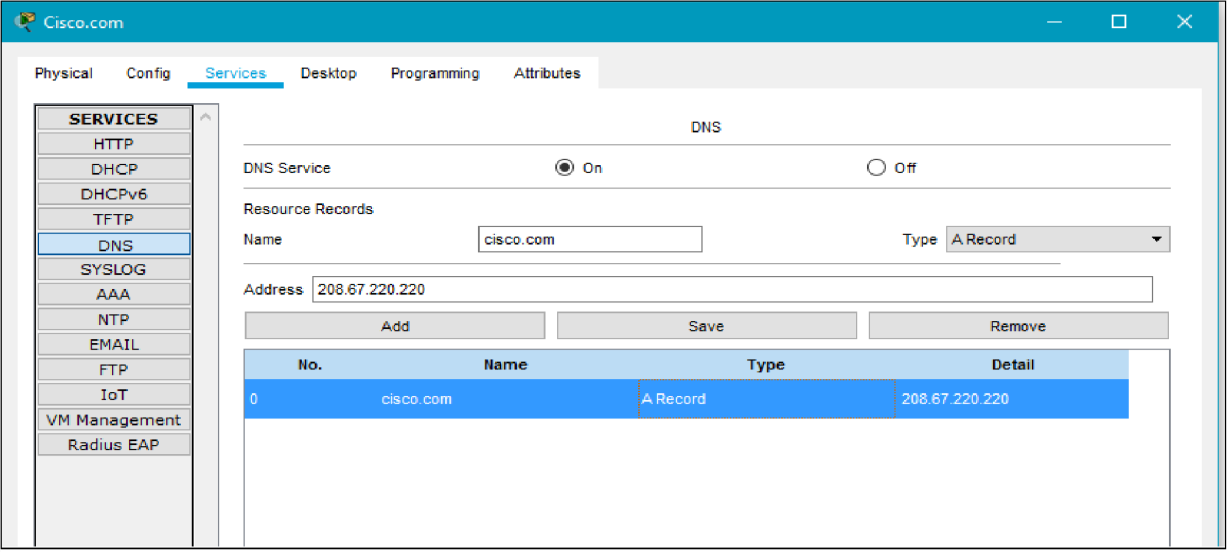 Cisco.com
Physical Config Services Desktop Programming Attributes
SERVICES
HTTP
DHCP
DHCPv6
TFTP
DNS
SYSLOG
AAA
NTP
EMAIL
FTP
IoT
VM Management
Radius EAP
DNS
DNS Service On Off
Resource Records
Name cisco.com Type A Record
Address 208.67.220.220
Add Save Remove
No. Name Type Detail
0 cisco.com A Record 208.67.220.220